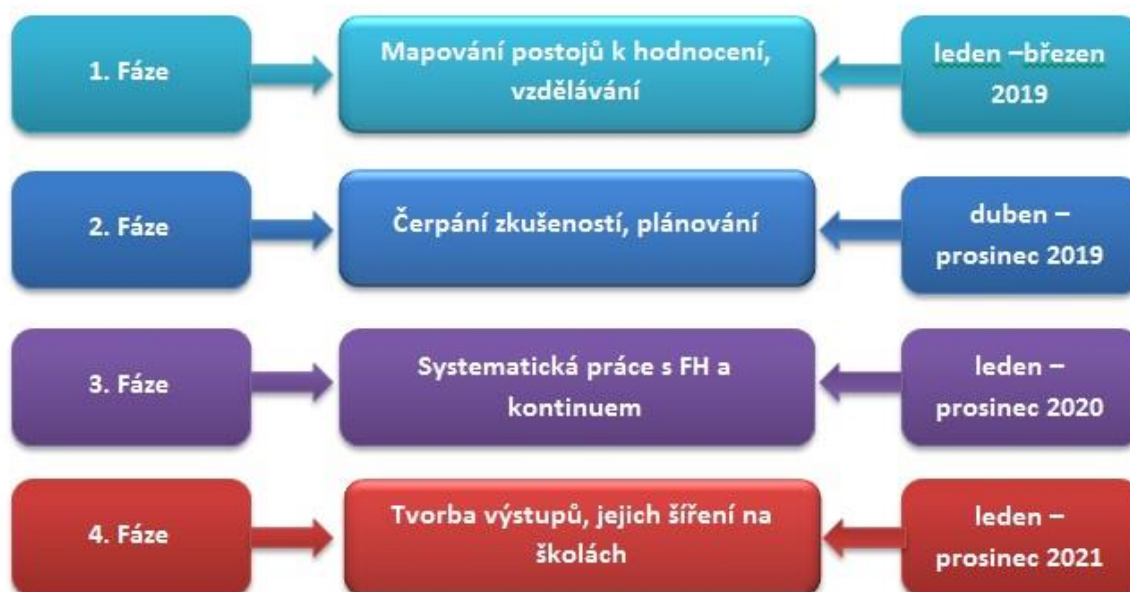 1. Fáze
Mapování postojů k hodnocení,
vzdělávání
leden –březen
2019
2. Fáze
Čerpání zkušeností, plánování
duben –
prosinec 2019
3. Fáze
Systematická práce s FH a
kontinuem
leden –
prosinec 2020
4. Fáze
Tvorba výstupů, jejich šíření na
školách
leden –
prosinec 2021